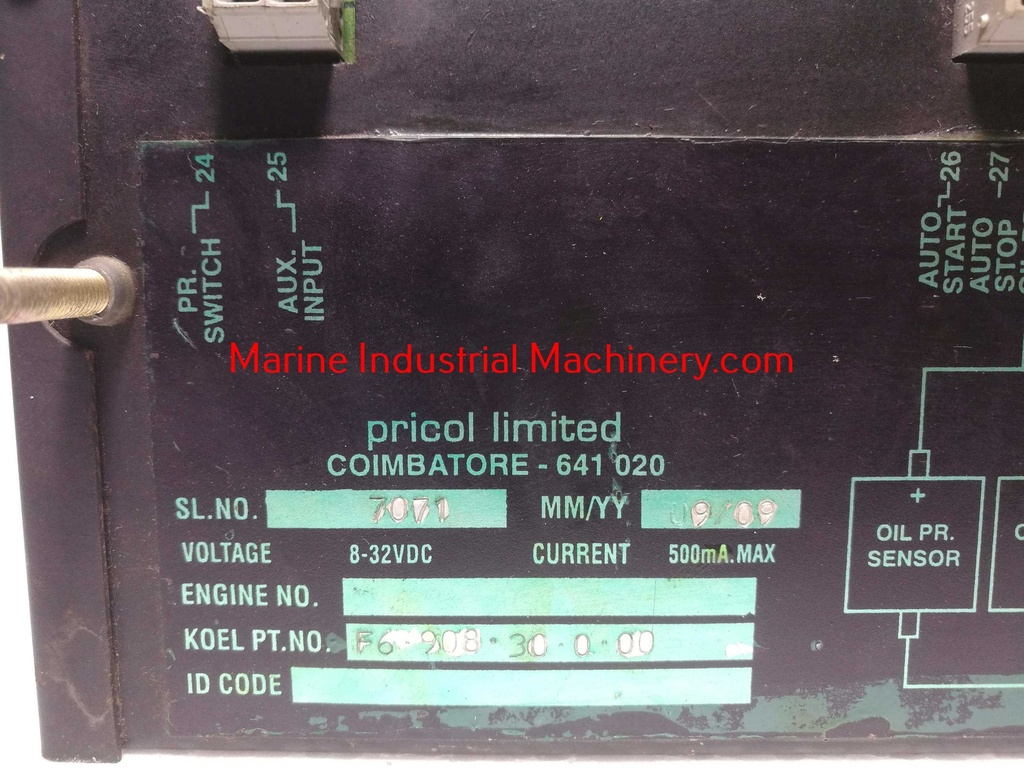 PR. SWITCH 24
AUX. INPUT 25
AUTO START 26
AUTO STOP 27
Marine Industrial Machinery.com
pricol limited
COIMBATORE - 641 020
SL.NO. 7071 MM/YY 09/09
VOLTAGE 8-32VDC CURRENT 500mA.MAX
ENGINE NO.
KOEL PT.NO. F6·908·30·0·00
ID CODE
+
OIL PR.
SENSOR